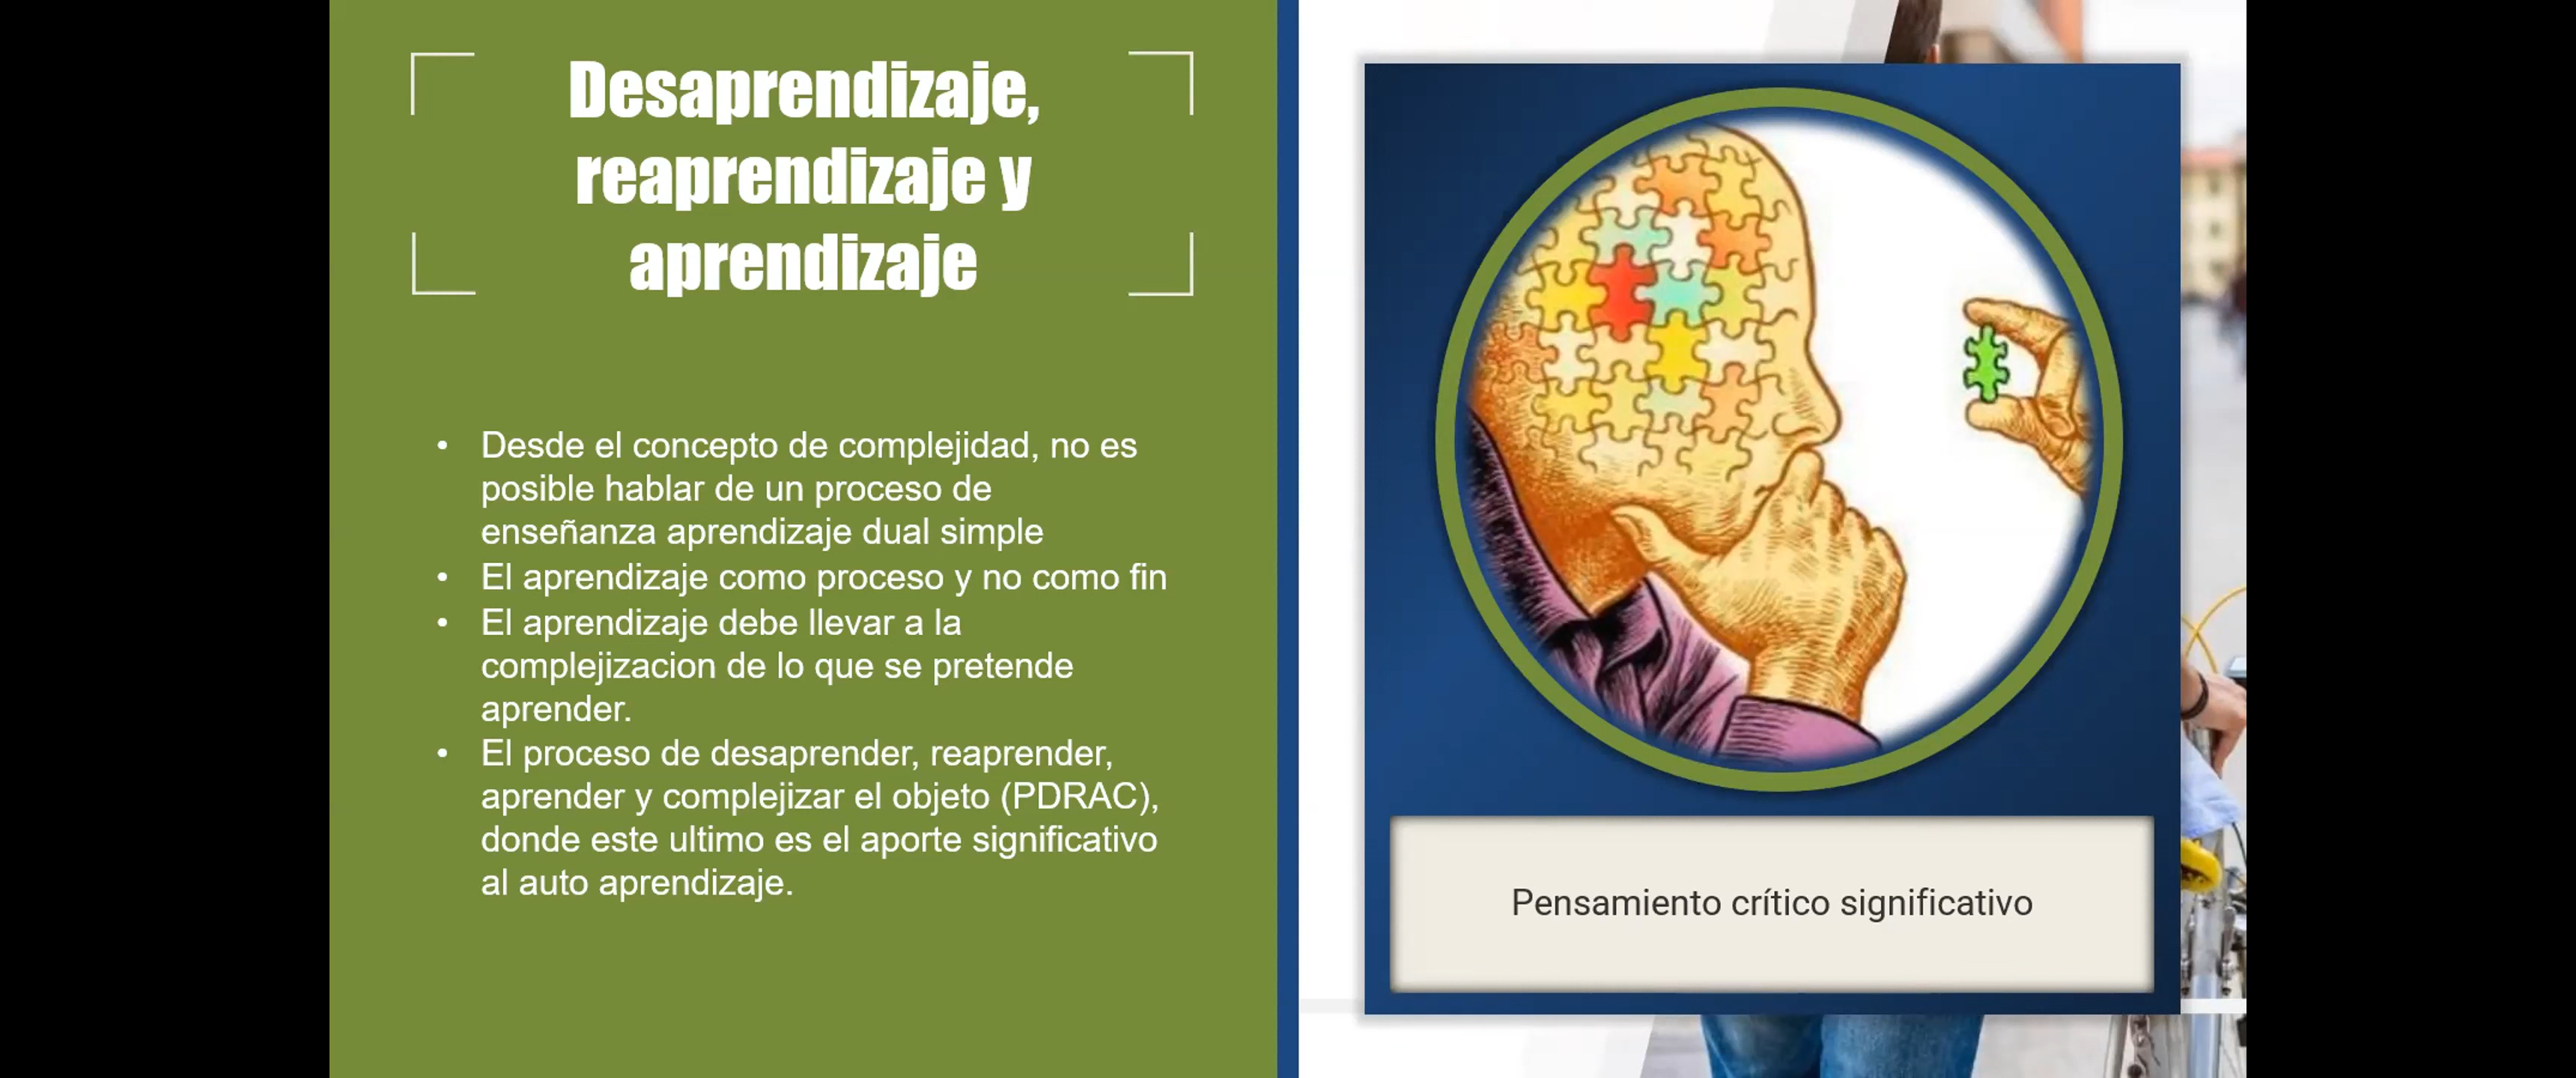 Desaprendizaje,
reaprendizaje y
aprendizaje
• Desde el concepto de complejidad, no es
posible hablar de un proceso de
enseñanza aprendizaje dual simple
• El aprendizaje como proceso y no como fin
• El aprendizaje debe llevar a la
complejizacion de lo que se pretende
aprender.
• El proceso de desaprender, reaprender,
aprender y complejizar el objeto (PDRAC),
donde este ultimo es el aporte significativo
al auto aprendizaje.
Pensamiento crítico significativo